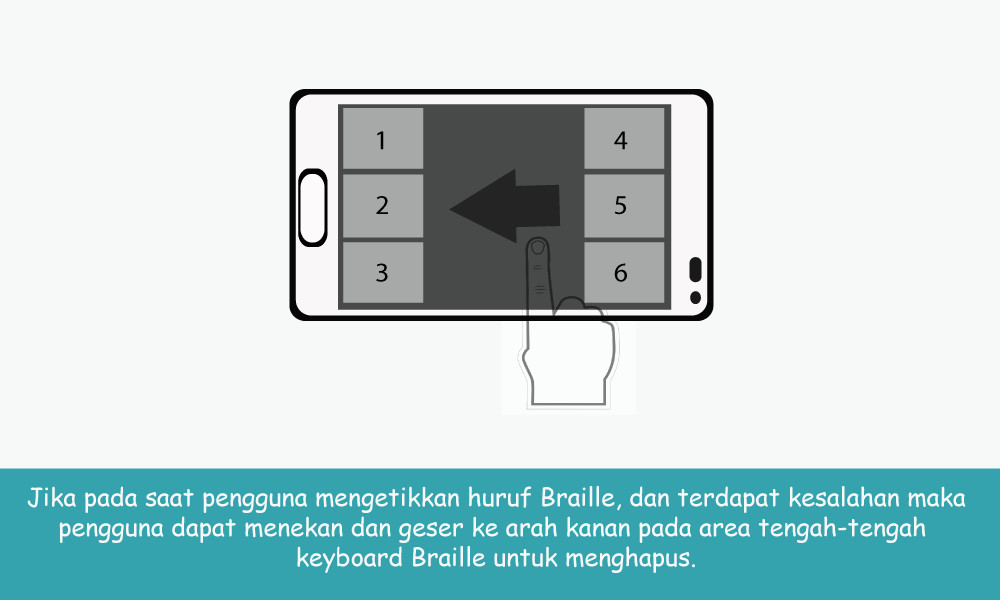 1
4
2
5
3
6
Jika pada saat pengguna mengetikkan huruf Braille, dan terdapat kesalahan maka
pengguna dapat menekan dan geser ke arah kanan pada area tengah-tengah
keyboard Braille untuk menghapus.